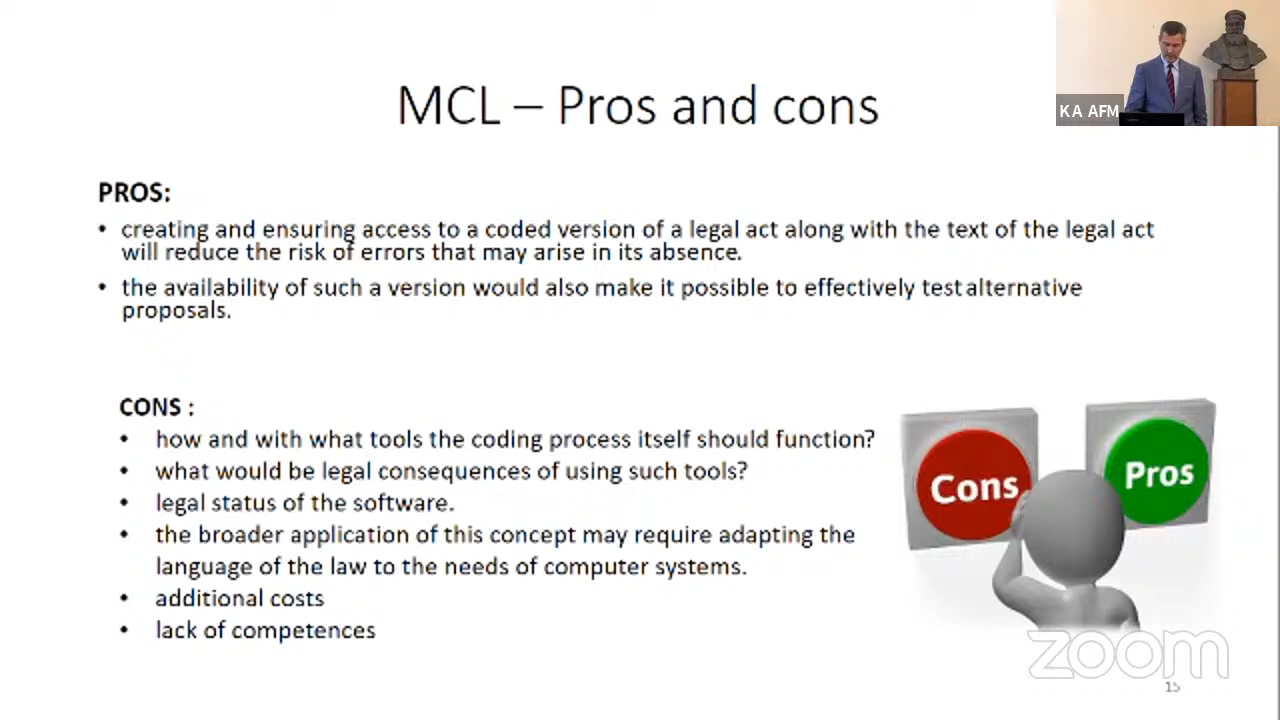 MCL – Pros and cons
KA AFM
PROS:
• creating and ensuring access to a coded version of a legal act along with the text of the legal act
will reduce the risk of errors that may arise in its absence.
• the availability of such a version would also make it possible to effectively test alternative
proposals.
CONS :
• how and with what tools the coding process itself should function?
• what would be legal consequences of using such tools?
• legal status of the software.
• the broader application of this concept may require adapting the
language of the law to the needs of computer systems.
• additional costs
• lack of competences
Cons
Pros
zoom